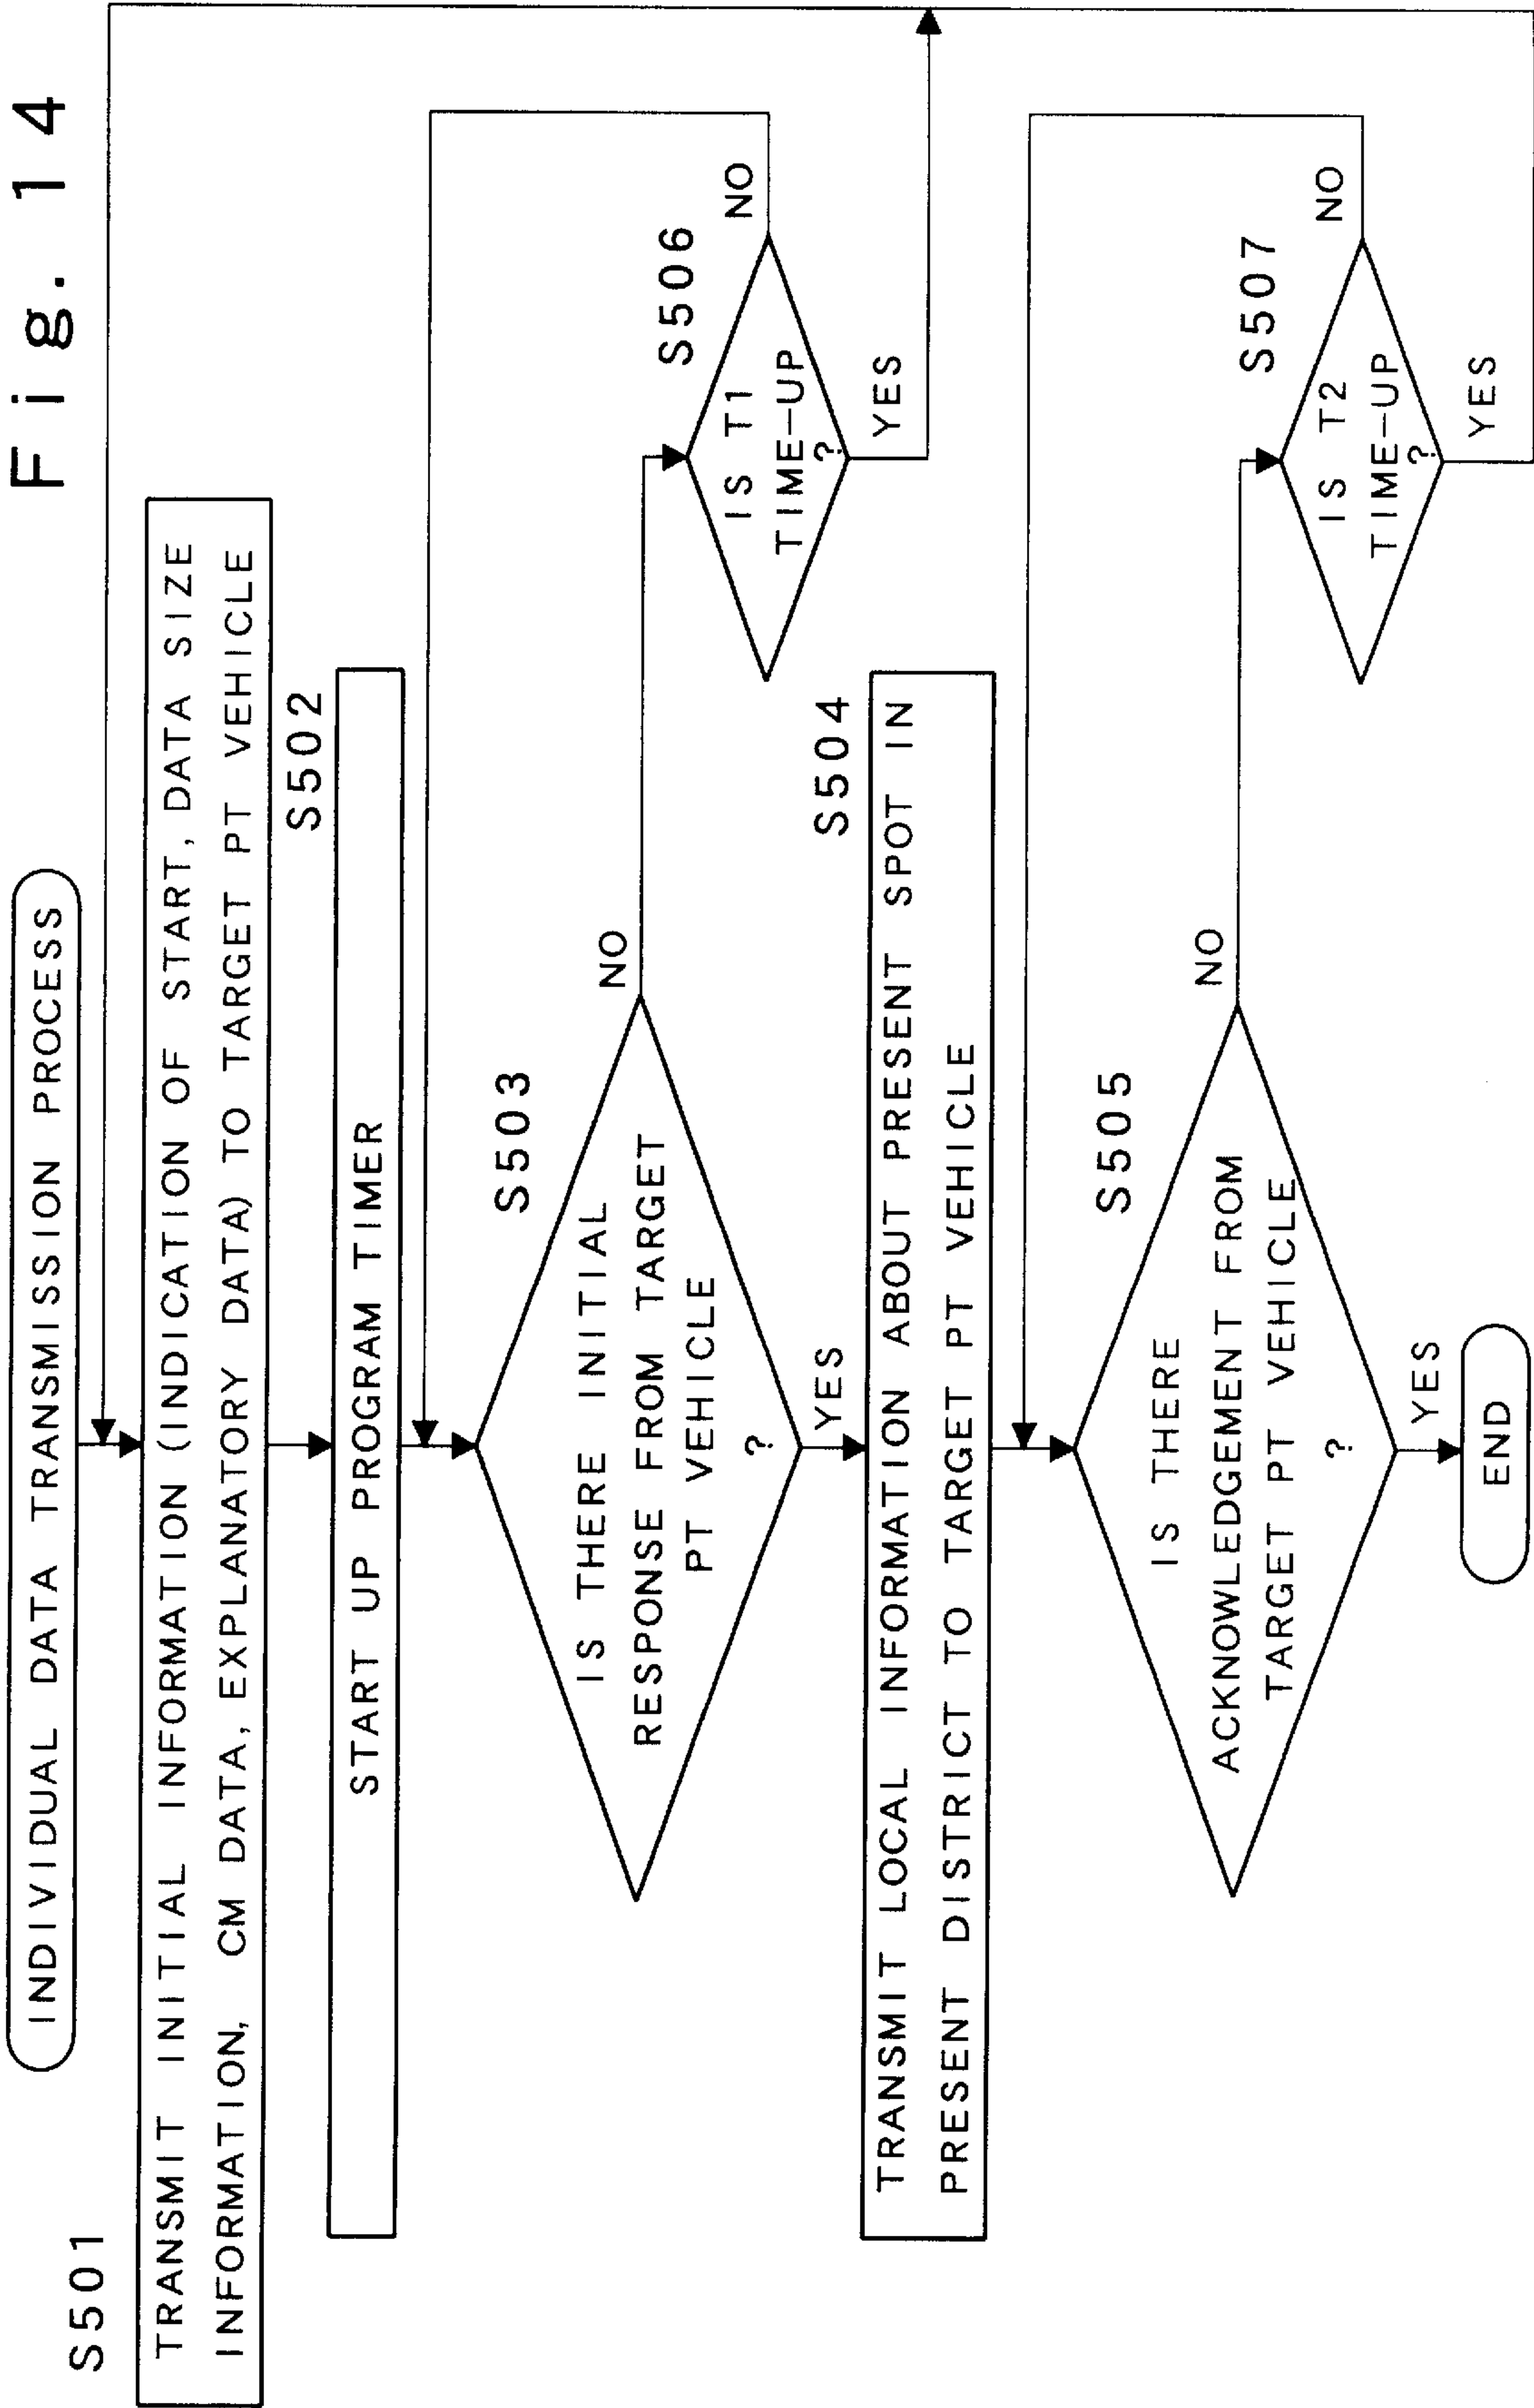 Fig. 14
INDIVIDUAL DATA TRANSMISSION PROCESS
S501
TRANSMIT INITIAL INFORMATION (INDICATION OF START, DATA SIZE
INFORMATION, CM DATA, EXPLANATORY DATA) TO TARGET PT VEHICLE
S502
START UP PROGRAM TIMER
S503
IS THERE INITIAL
RESPONSE FROM TARGET
PT VEHICLE
?
NO
YES
S506
IS T1
TIME-UP
?
NO
YES
S504
TRANSMIT LOCAL INFORMATION ABOUT PRESENT SPOT IN
PRESENT DISTRICT TO TARGET PT VEHICLE
S505
IS THERE
ACKNOWLEDGEMENT FROM
TARGET PT VEHICLE
?
NO
YES
S507
IS T2
TIME-UP
?
NO
YES
END